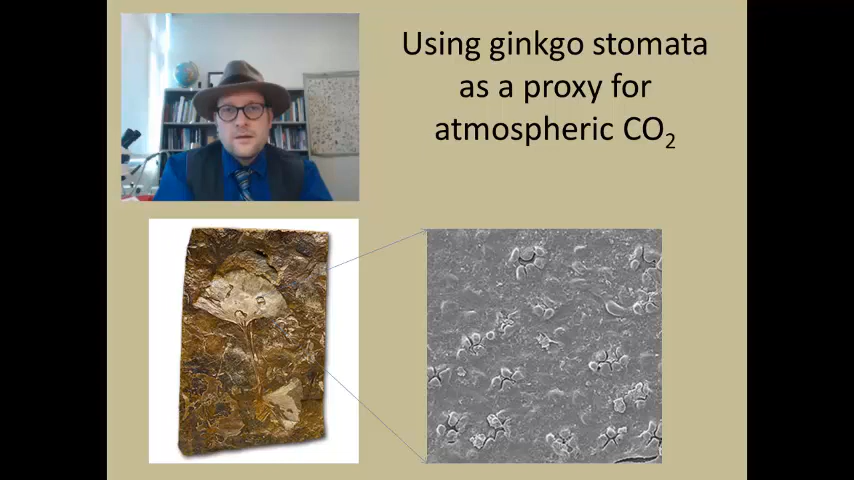 Using ginkgo stomata
as a proxy for
atmospheric CO₂